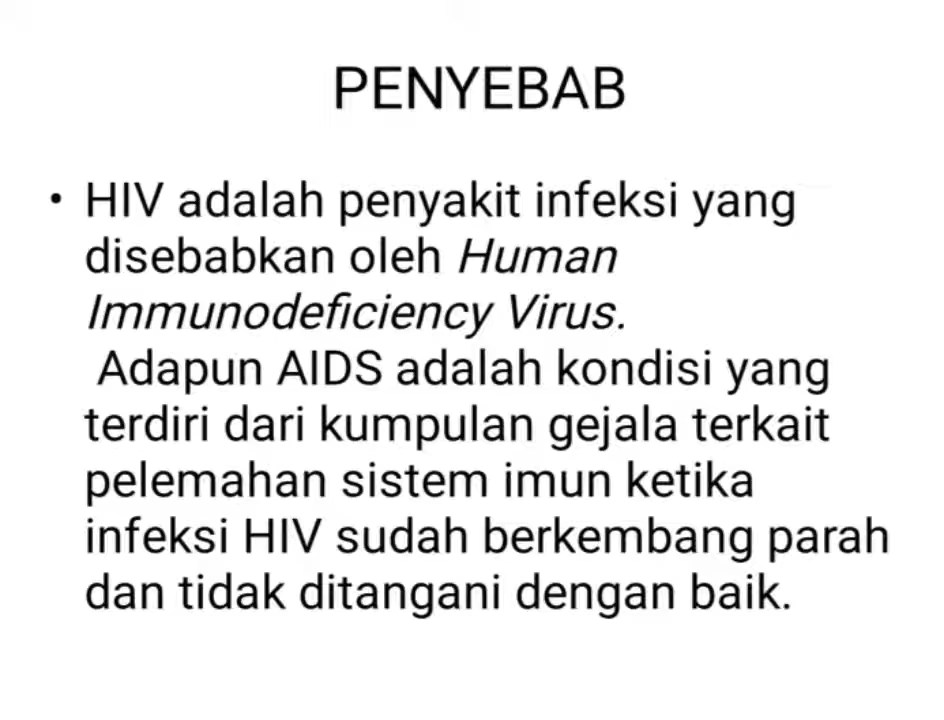 PENYEBAB
• HIV adalah penyakit infeksi yang
disebabkan oleh Human
Immunodeficiency Virus.
Adapun AIDS adalah kondisi yang
terdiri dari kumpulan gejala terkait
pelemahan sistem imun ketika
infeksi HIV sudah berkembang parah
dan tidak ditangani dengan baik.